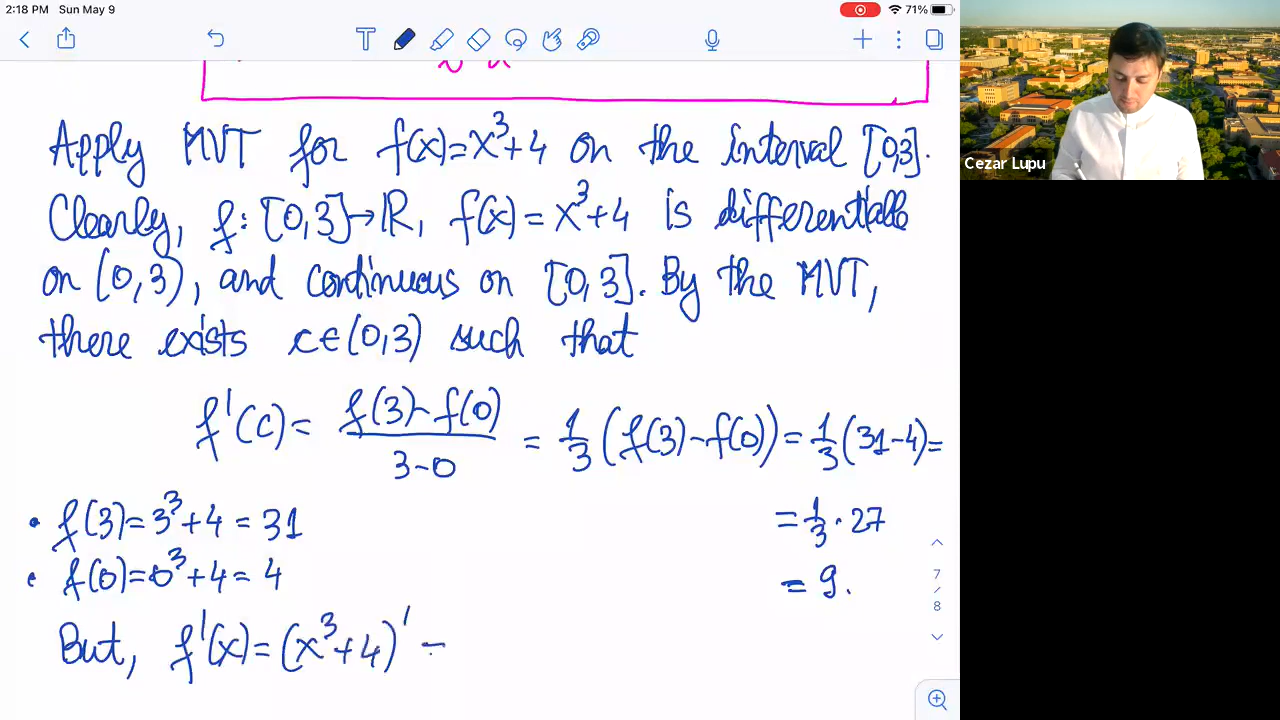 2:18 PM Sun May 9
71%
Apply MVT for f(x)=x³+4 on the interval [0,3].
Clearly, f: [0,3]→ℝ, f(x)=x³+4 is differentiable
on (0,3), and continuous on [0,3]. By the MVT,
there exists c∈(0,3) such that
f'(c)= (f(3)-f(0))/(3-0) = 1/3 (f(3)-f(0))= 1/3 (31-4)=
• f(3)=3³+4=31
= 1/3 · 27
• f(0)=0³+4=4
= 9.
But, f'(x)=(x³+4)' =
7
/
8
Cezar Lupu